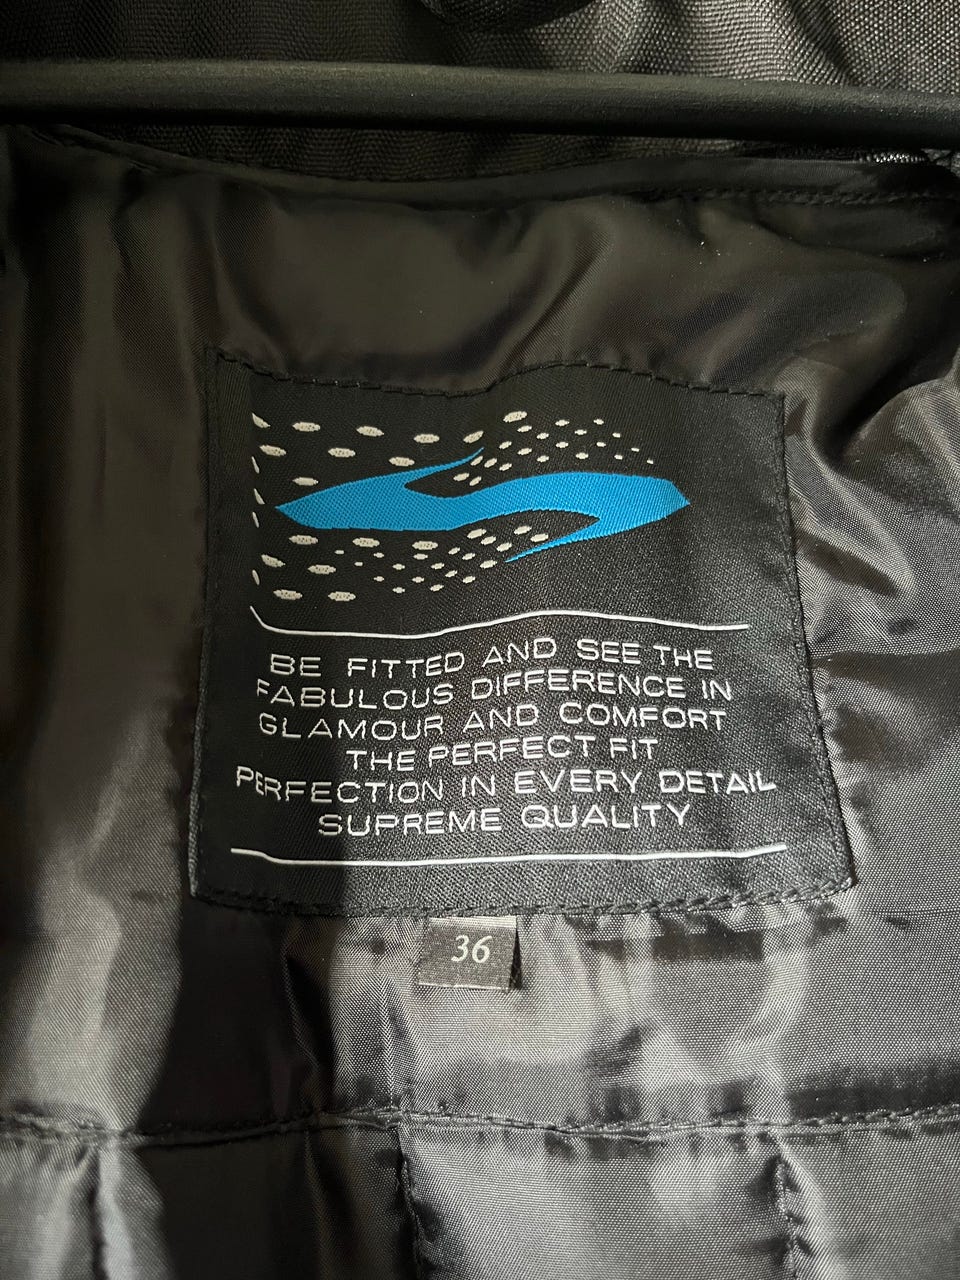 BE FITTED AND SEE THE
FABULOUS DIFFERENCE IN
GLAMOUR AND COMFORT
THE PERFECT FIT
PERFECTION IN EVERY DETAIL
SUPREME QUALITY
36